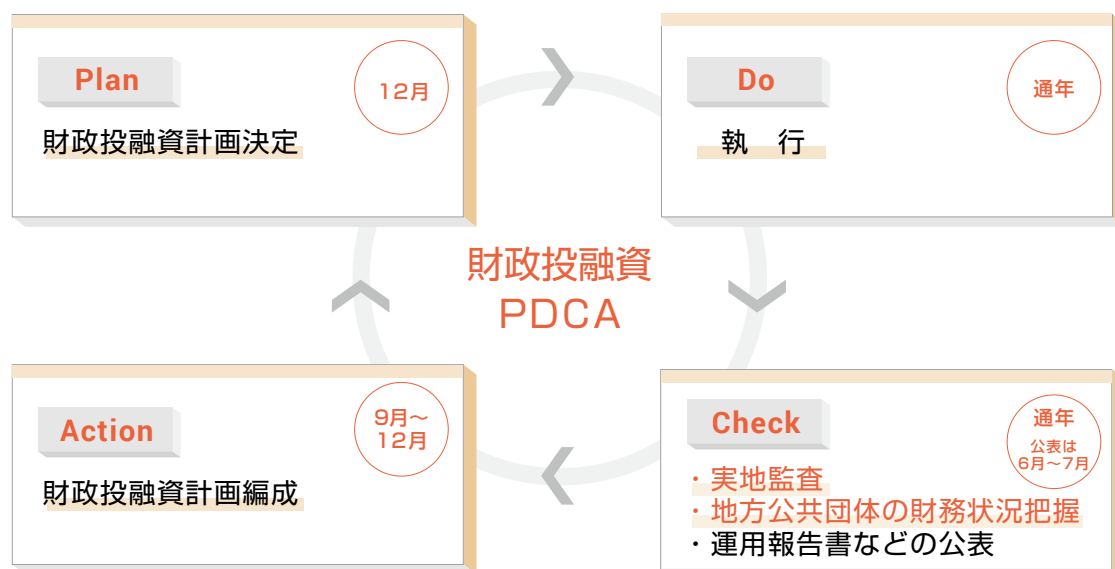 Plan
12月
財政投融資計画決定
Do
通年
執　行
財政投融資
PDCA
Action
9月～
12月
財政投融資計画編成
Check
通年
公表は
6月～7月
・実地監査
・地方公共団体の財務状況把握
・運用報告書などの公表